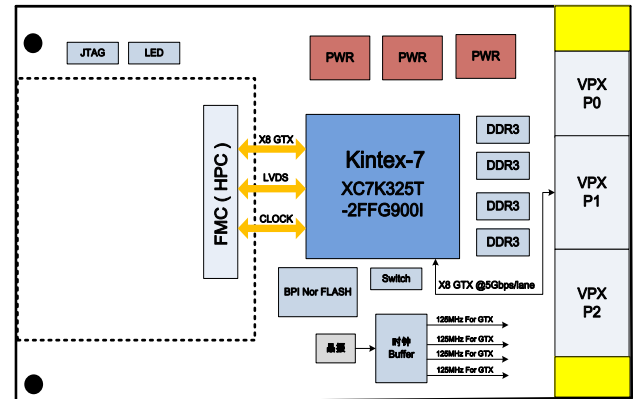 JTAG
LED
PWR
PWR
PWR
VPX
P0
FMC ( HPC )
X8 GTX
LVDS
CLOCK
Kintex-7
XC7K325T
-2FFG900I
DDR3
DDR3
DDR3
DDR3
VPX
P1
BPI Nor FLASH
Switch
X8 GTX @5Gbps/lane
VPX
P2
晶振
时钟
Buffer
125MHz For GTX
125MHz For GTX
125MHz For GTX
125MHz For GTX